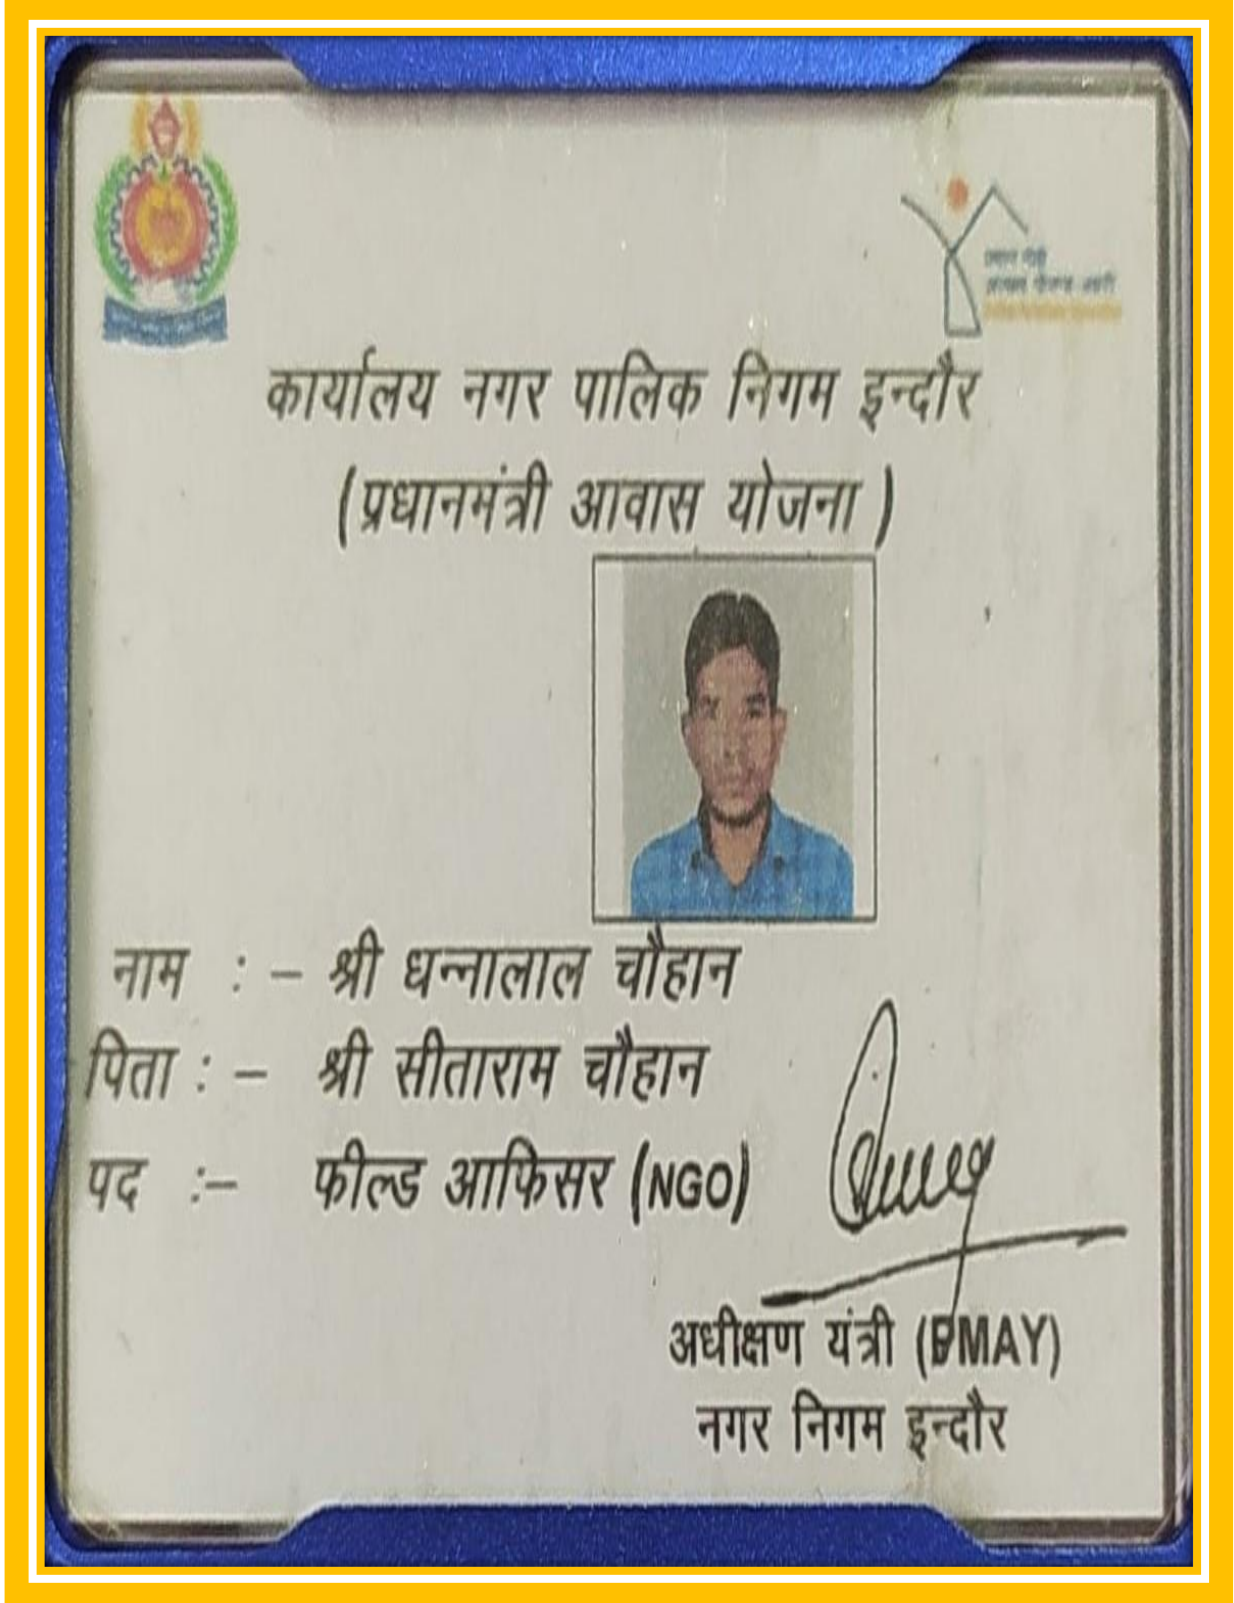 कार्यालय नगर पालिक निगम इन्दौर
(प्रधानमंत्री आवास योजना )
नाम : – श्री धन्नालाल चौहान
पिता : – श्री सीताराम चौहान
पद :– फील्ड आफिसर (NGO)
अधीक्षण यंत्री (PMAY)
नगर निगम इन्दौर